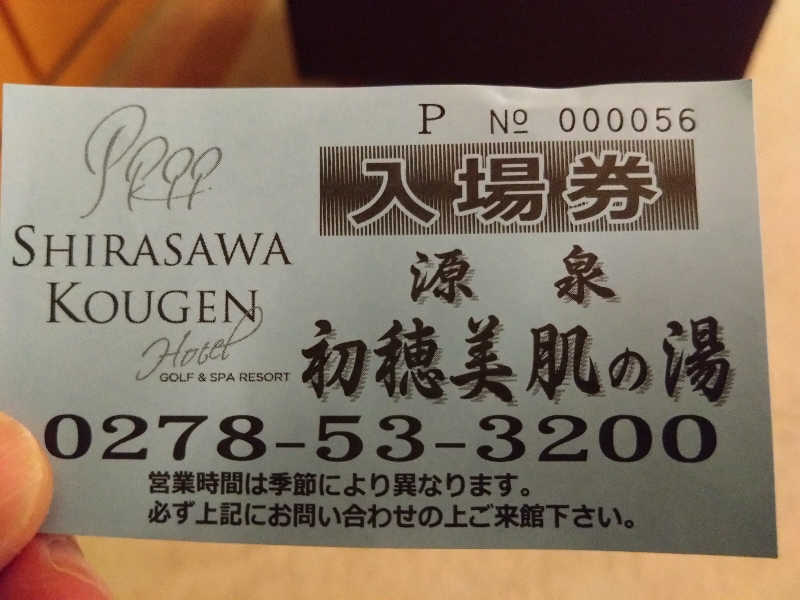 P № 000056
入場券
SHIRASAWA
KOUGEN
Hotel
GOLF & SPA RESORT
源泉
初穂美肌の湯
0278-53-3200
営業時間は季節により異なります。
必ず上記にお問い合わせの上ご来館下さい。